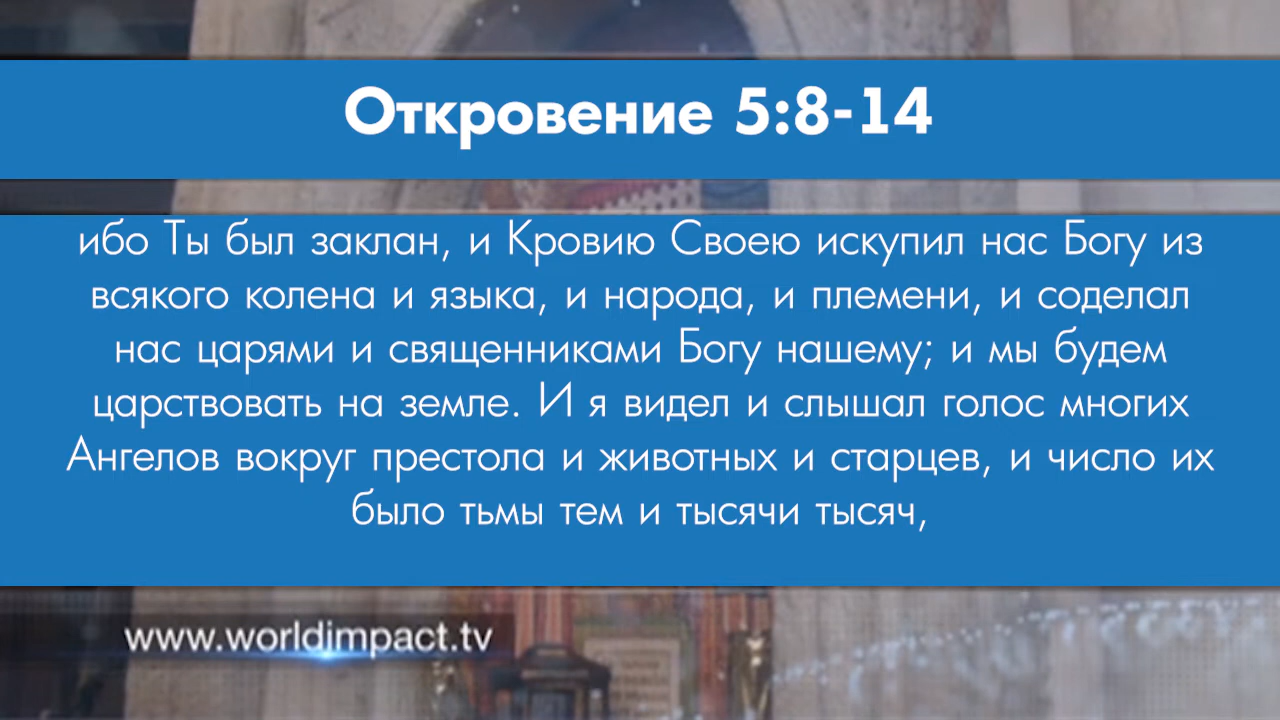 Откровение 5:8-14
ибо Ты был заклан, и Кровию Своею искупил нас Богу из
всякого колена и языка, и народа, и племени, и соделал
нас царями и священниками Богу нашему; и мы будем
царствовать на земле. И я видел и слышал голос многих
Ангелов вокруг престола и животных и старцев, и число их
было тьмы тем и тысячи тысяч,
www.worldimpact.tv